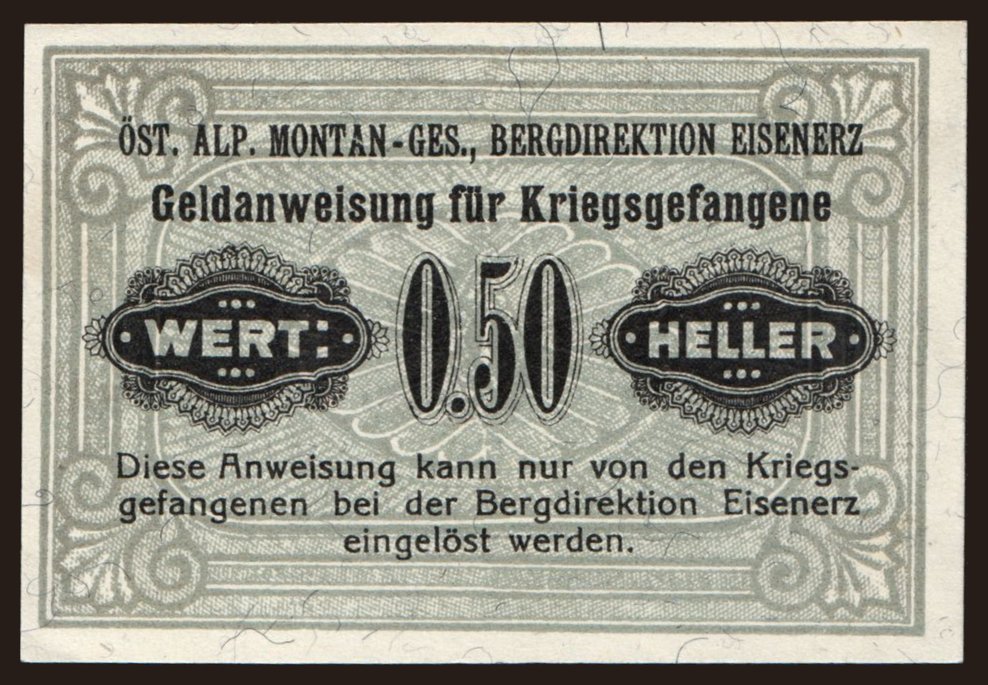 ÖST. ALP. MONTAN-GES., BERGDIREKTION EISENERZ
Geldanweisung für Kriegsgefangene
WERT: 0.50 HELLER
Diese Anweisung kann nur von den Kriegs-
gefangenen bei der Bergdirektion Eisenerz
eingelöst werden.